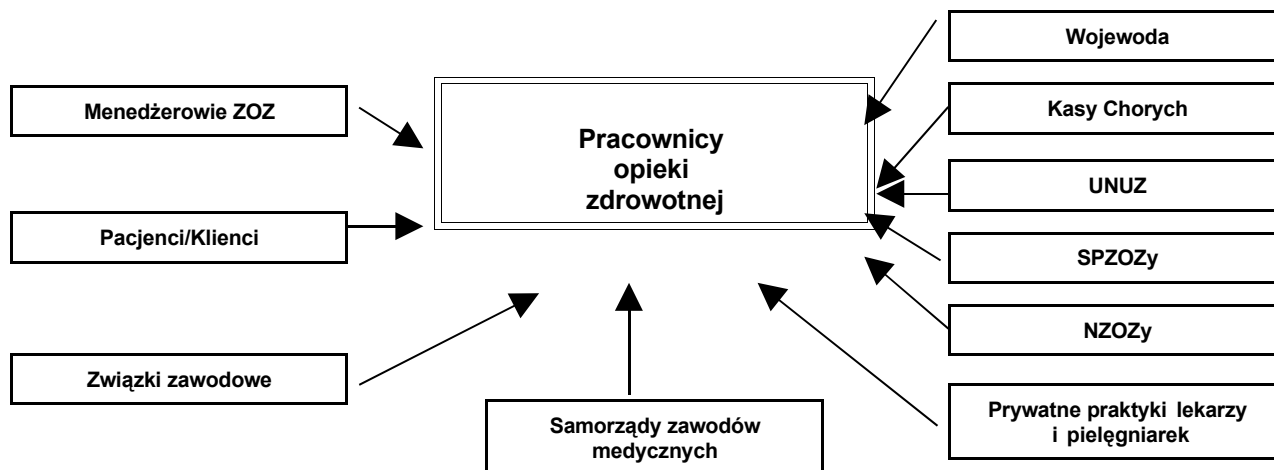 Wojewoda
Menedżerowie ZOZ
Kasy Chorych
Pracownicy
opieki
zdrowotnej
UNUZ
Pacjenci/Klienci
SPZOZy
NZOZy
Związki zawodowe
Samorządy zawodów
medycznych
Prywatne praktyki lekarzy
i pielęgniarek